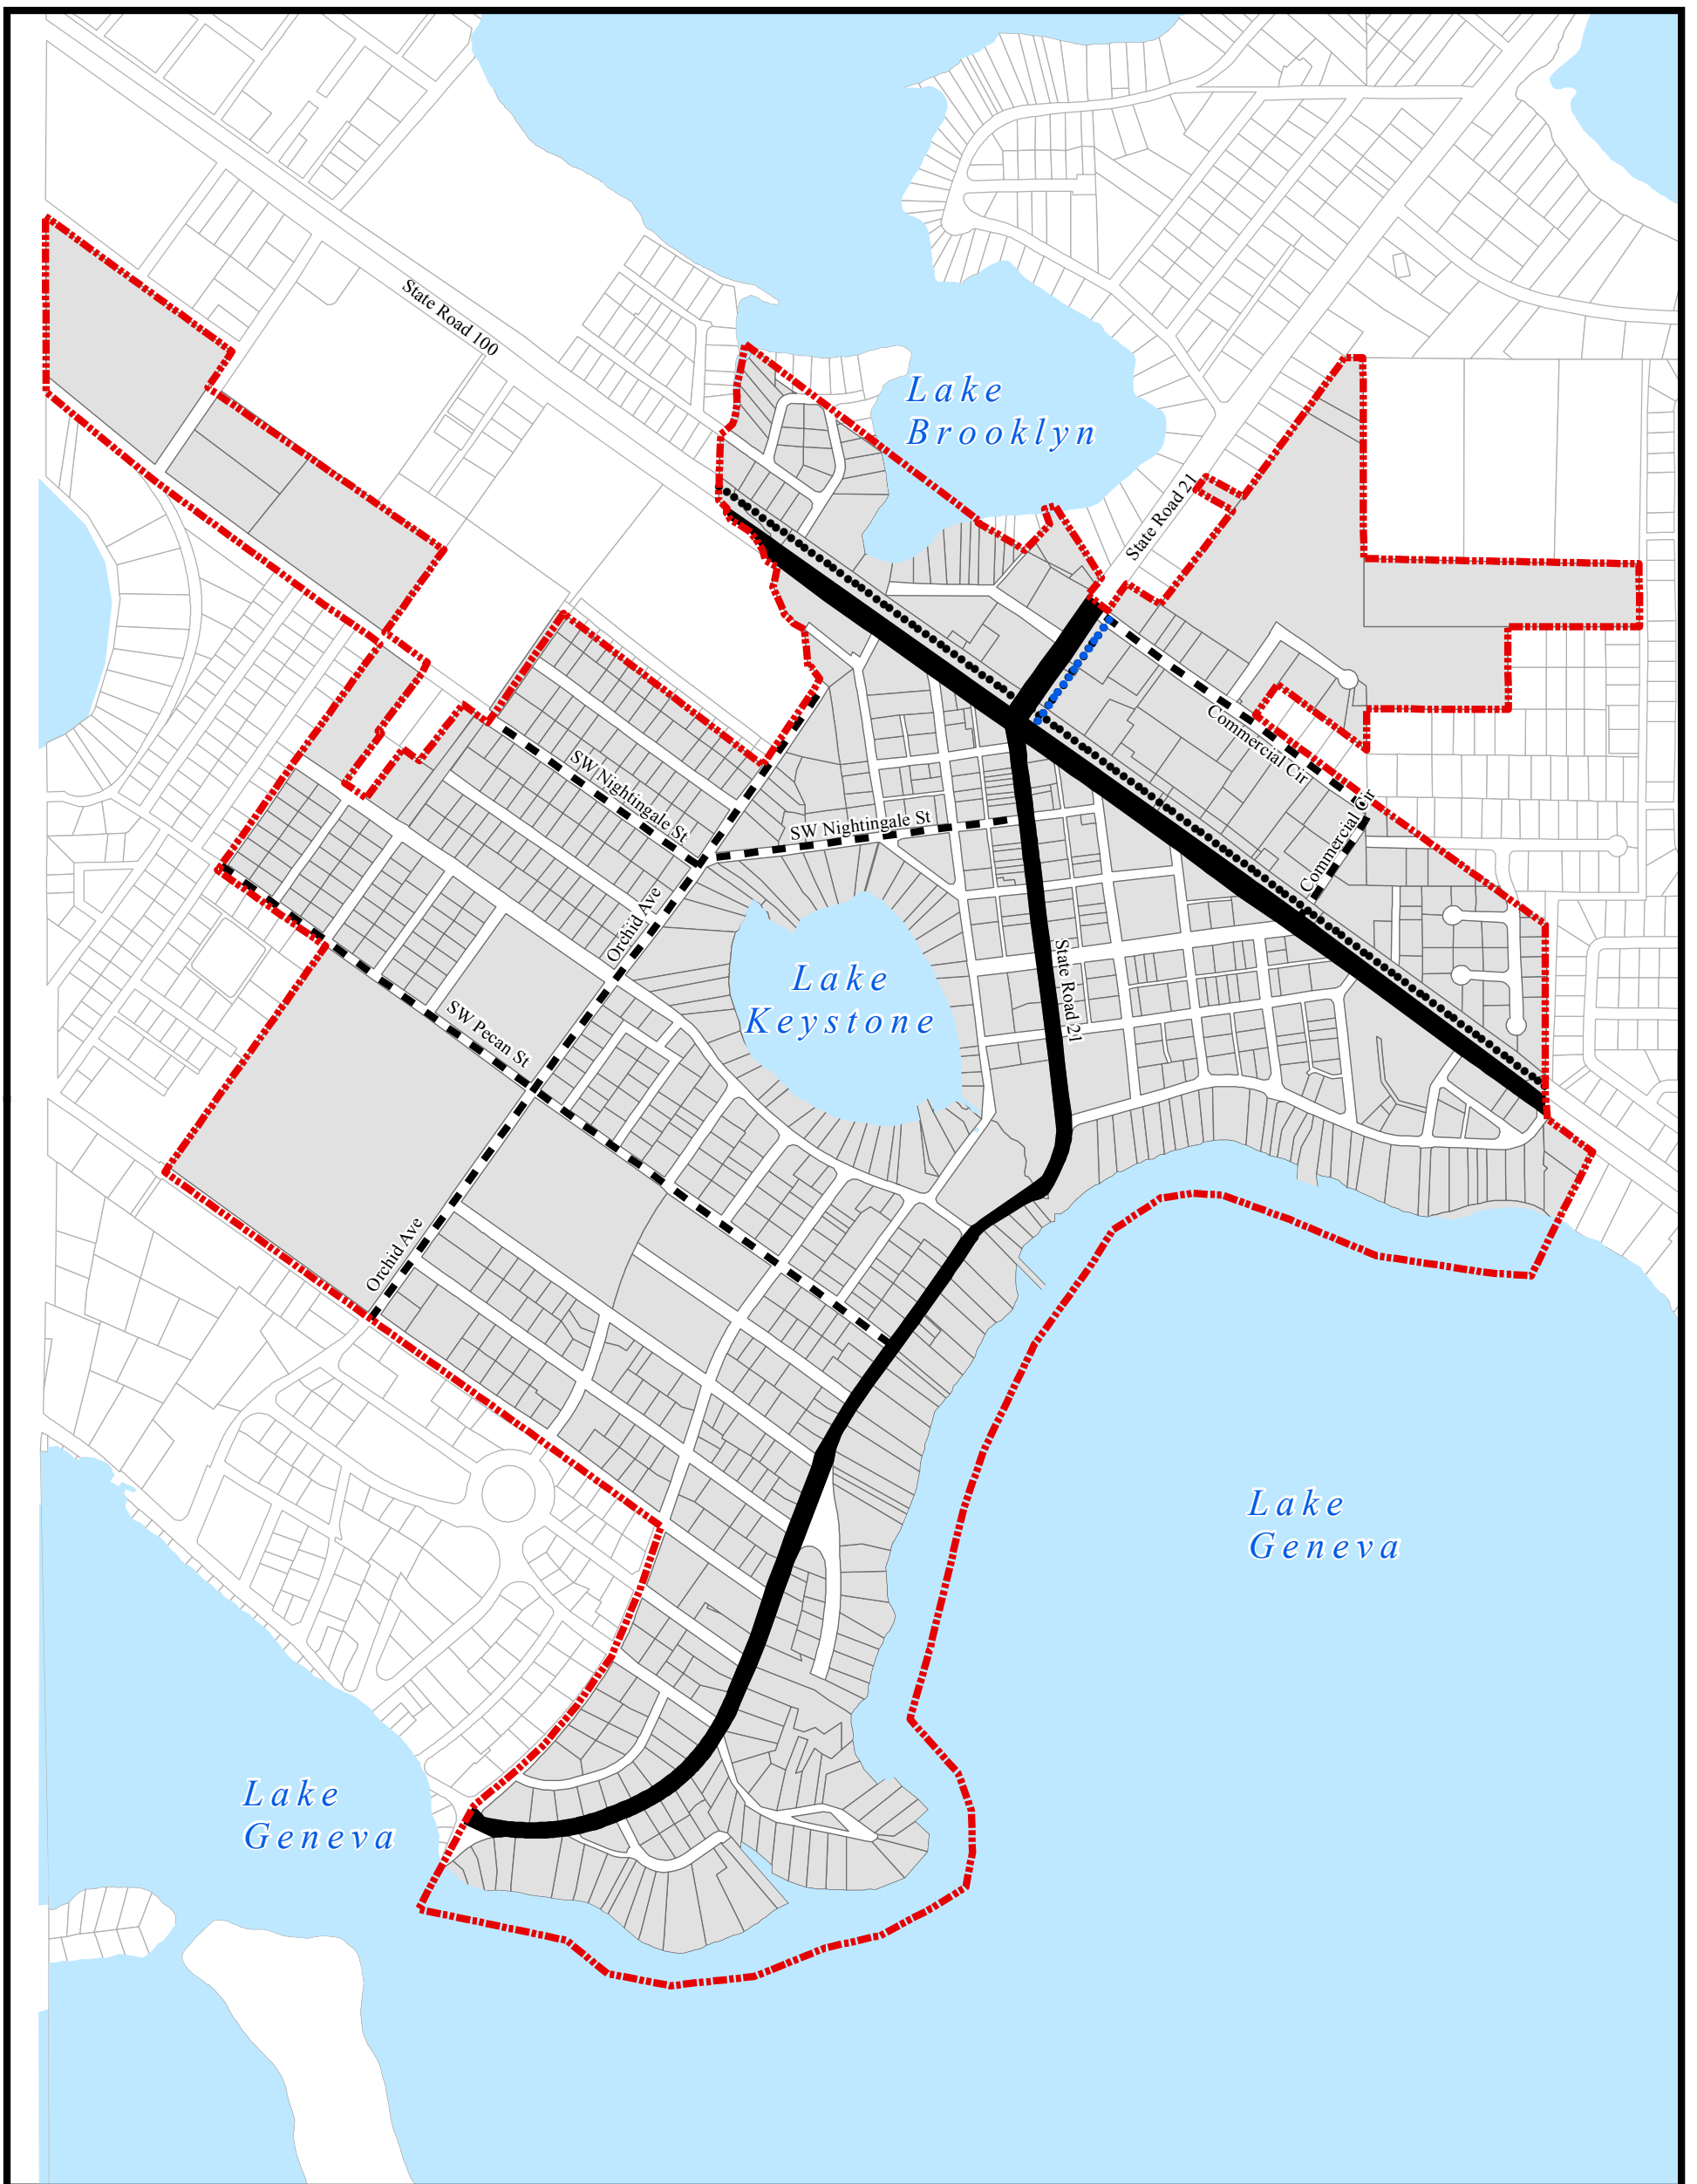 State Road 100
Lake
Brooklyn
State Road 21
Commercial Cir
Commercial Cir
SW Nightingale St
SW Nightingale St
Orchid Ave
Lake
Keystone
State Road 21
SW Pecan St
Orchid Ave
Lake
Geneva
Lake
Geneva